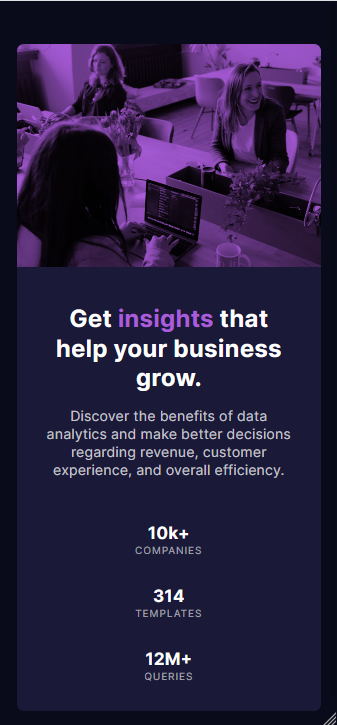 Get insights that
help your business
grow.
Discover the benefits of data
analytics and make better decisions
regarding revenue, customer
experience, and overall efficiency.
10k+
COMPANIES
314
TEMPLATES
12M+
QUERIES